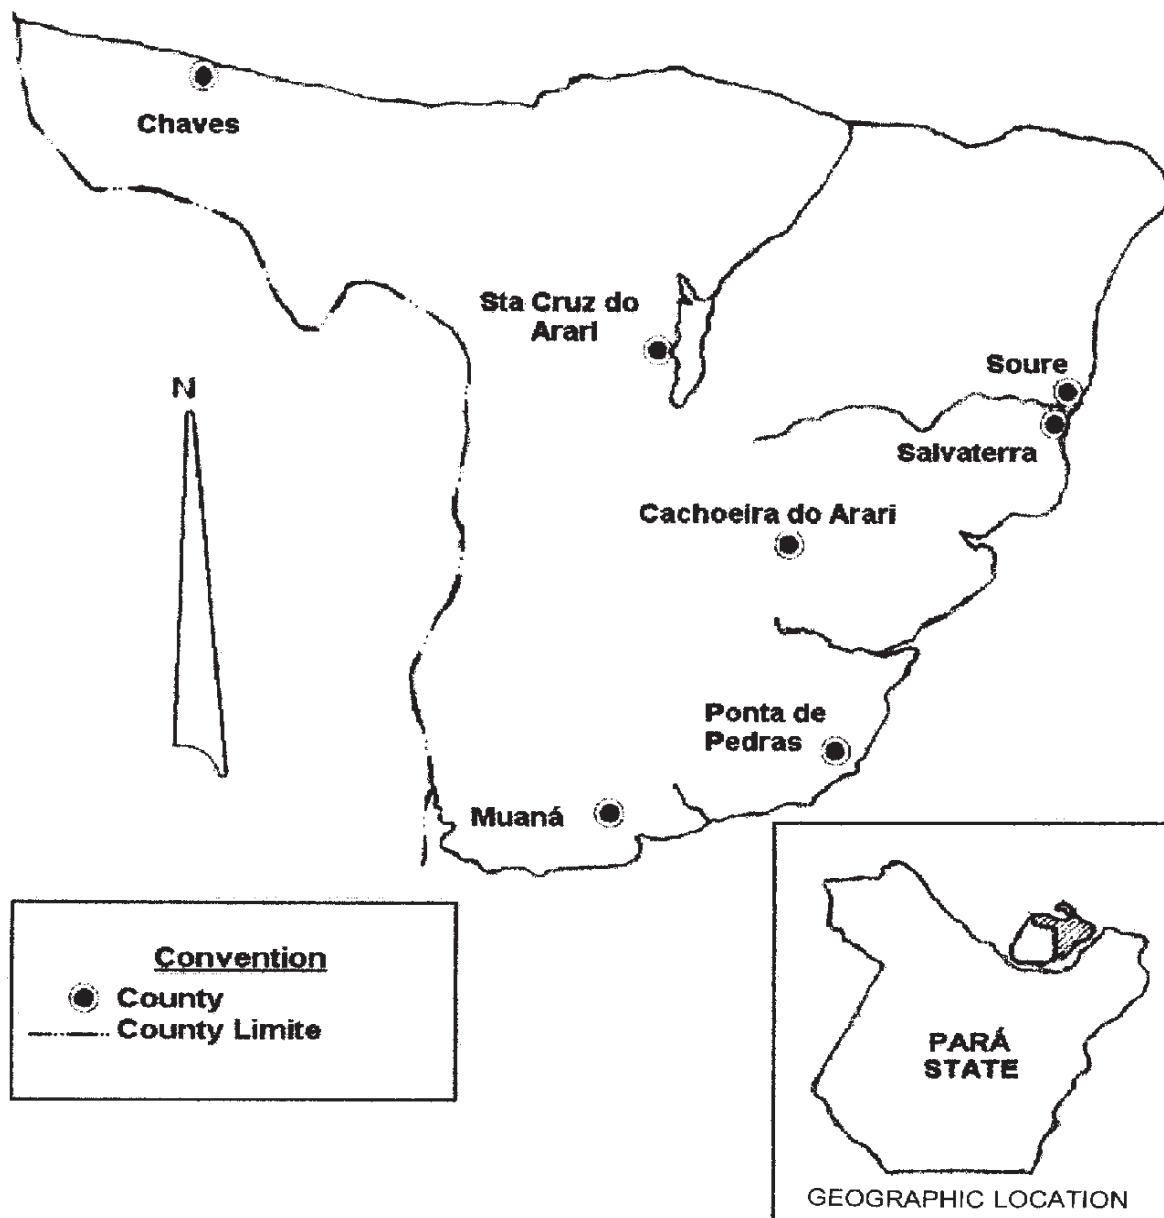 Chaves
Sta Cruz do
Arari
N
Soure
Salvaterra
Cachoeira do Arari
Ponta de
Pedras
Muaná
Convention
County
County Limite
PARÁ
STATE
GEOGRAPHIC LOCATION